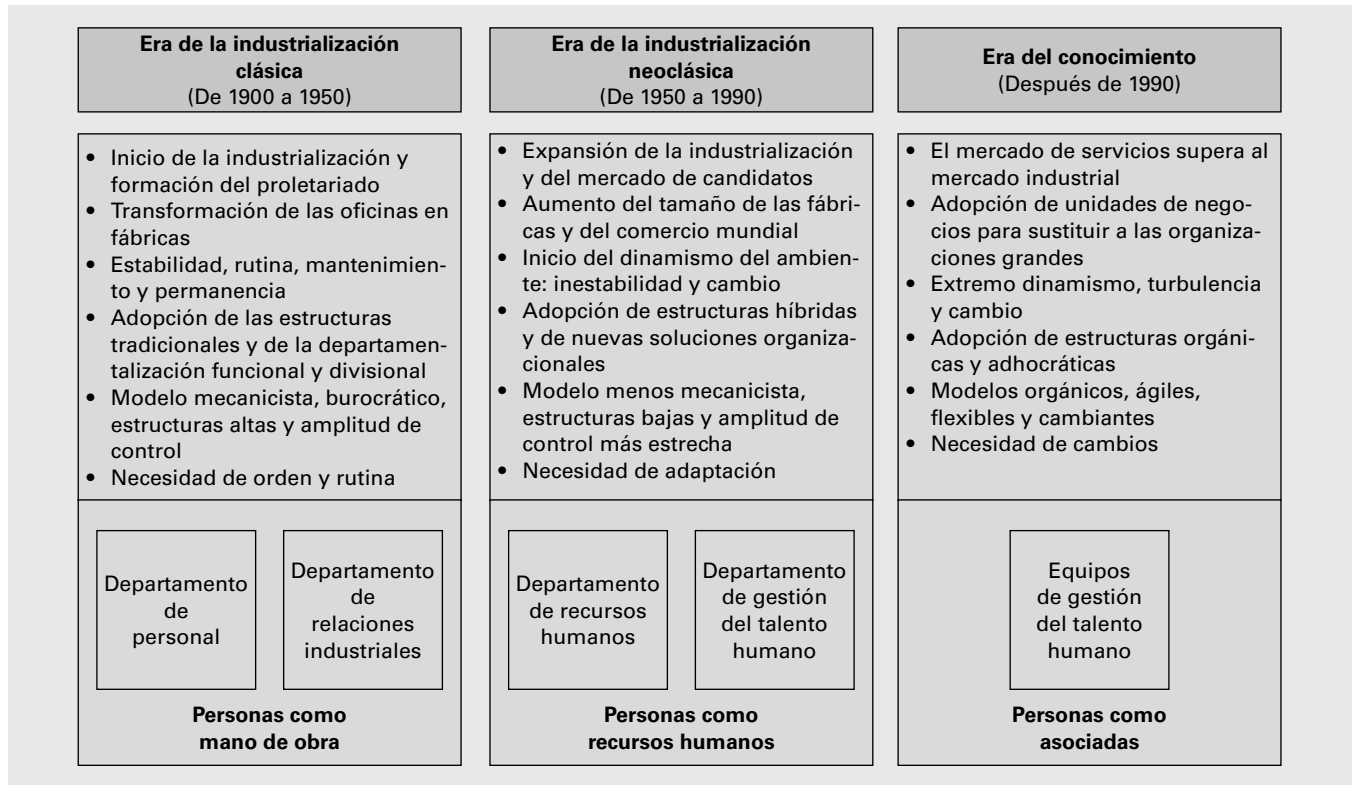 Era de la industrialización
clásica
(De 1900 a 1950)
• Inicio de la industrialización y
formación del proletariado
• Transformación de las oficinas en
fábricas
• Estabilidad, rutina, mantenimien-
to y permanencia
• Adopción de las estructuras
tradicionales y de la departamen-
talización funcional y divisional
• Modelo mecanicista, burocrático,
estructuras altas y amplitud de
control
• Necesidad de orden y rutina
Departamento
de
personal
Departamento
de
relaciones
industriales
Personas como
mano de obra
Era de la industrialización
neoclásica
(De 1950 a 1990)
• Expansión de la industrialización
y del mercado de candidatos
• Aumento del tamaño de las fábri-
cas y del comercio mundial
• Inicio del dinamismo del ambien-
te: inestabilidad y cambio
• Adopción de estructuras híbridas
y de nuevas soluciones organiza-
cionales
• Modelo menos mecanicista,
estructuras bajas y amplitud de
control más estrecha
• Necesidad de adaptación
Departamento
de recursos
humanos
Departamento
de gestión
del talento
humano
Personas como
recursos humanos
Era del conocimiento
(Después de 1990)
• El mercado de servicios supera al
mercado industrial
• Adopción de unidades de nego-
cios para sustituir a las organiza-
ciones grandes
• Extremo dinamismo, turbulencia
y cambio
• Adopción de estructuras orgáni-
cas y adhocráticas
• Modelos orgánicos, ágiles,
flexibles y cambiantes
• Necesidad de cambios
Equipos
de gestión
del talento
humano
Personas como
asociadas